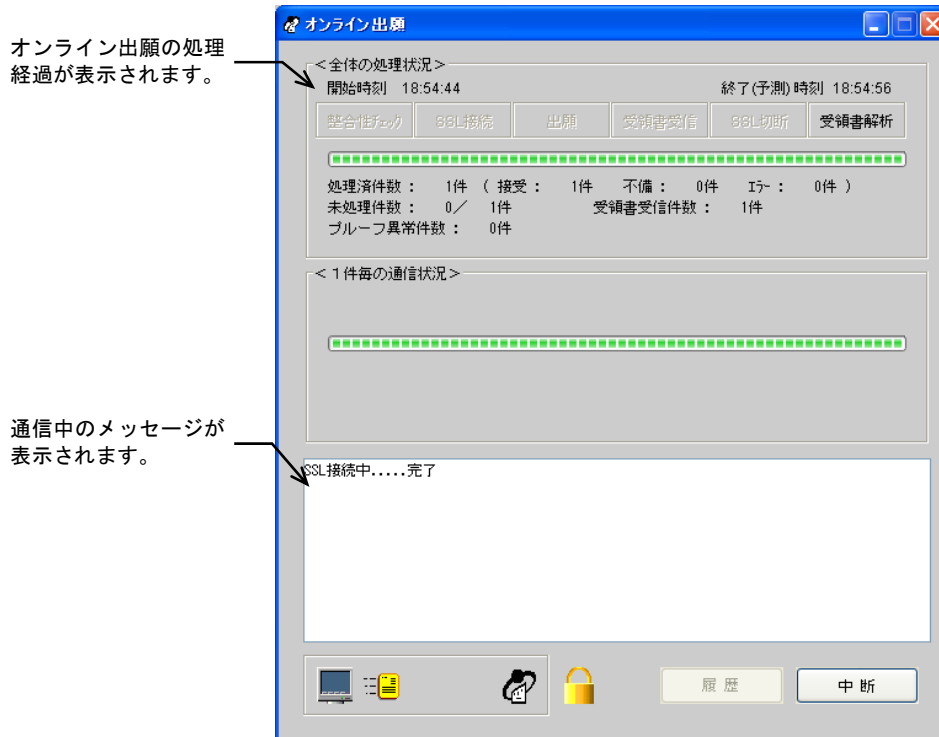 オンライン出願
オンライン出願の処理
経過が表示されます。
＜全体の処理状況＞
開始時刻 18:54:44 終了(予測)時刻 18:54:56
整合性ﾁｪｯｸ SSL接続 出願 受領書受信 SSL切断 受領書解析
処理済件数： 1件 （ 接受： 1件 不備： 0件 ｴﾗｰ： 0件 ）
未処理件数： 0／ 1件 受領書受信件数： 1件
プルーフ異常件数： 0件
＜１件毎の通信状況＞
通信中のメッセージが
表示されます。
SSL接続中.....完了
履歴 中断